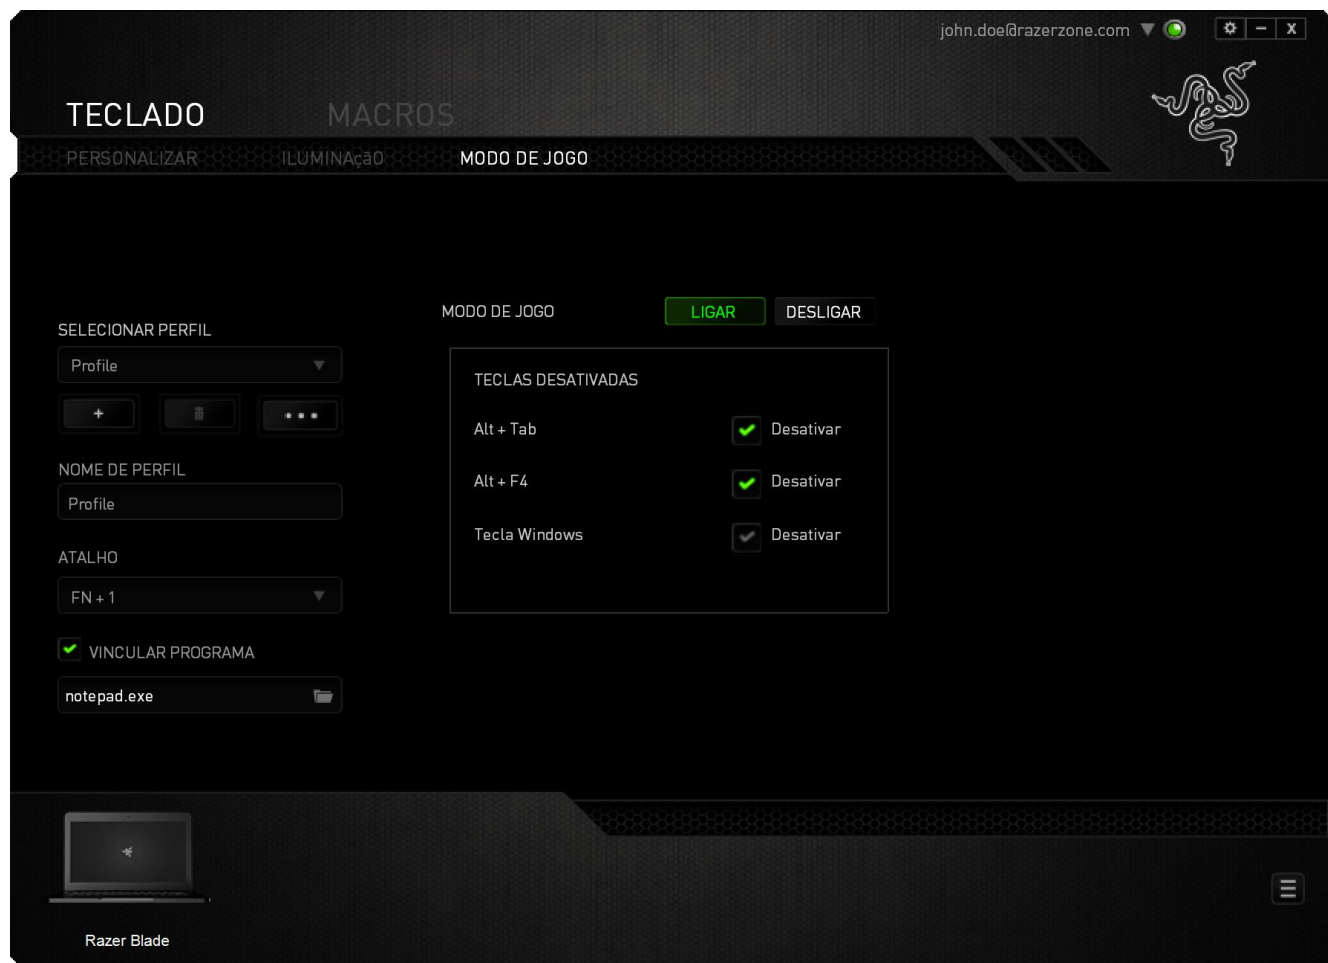 john.doe@razerzone.com
X
TECLADO MACROS
PERSONALIZAR ILUMINAçãO MODO DE JOGO
SELECIONAR PERFIL
Profile
NOME DE PERFIL
Profile
ATALHO
FN + 1
VINCULAR PROGRAMA
notepad.exe
MODO DE JOGO LIGAR DESLIGAR
TECLAS DESATIVADAS
Alt + Tab Desativar
Alt + F4 Desativar
Tecla Windows Desativar
Razer Blade